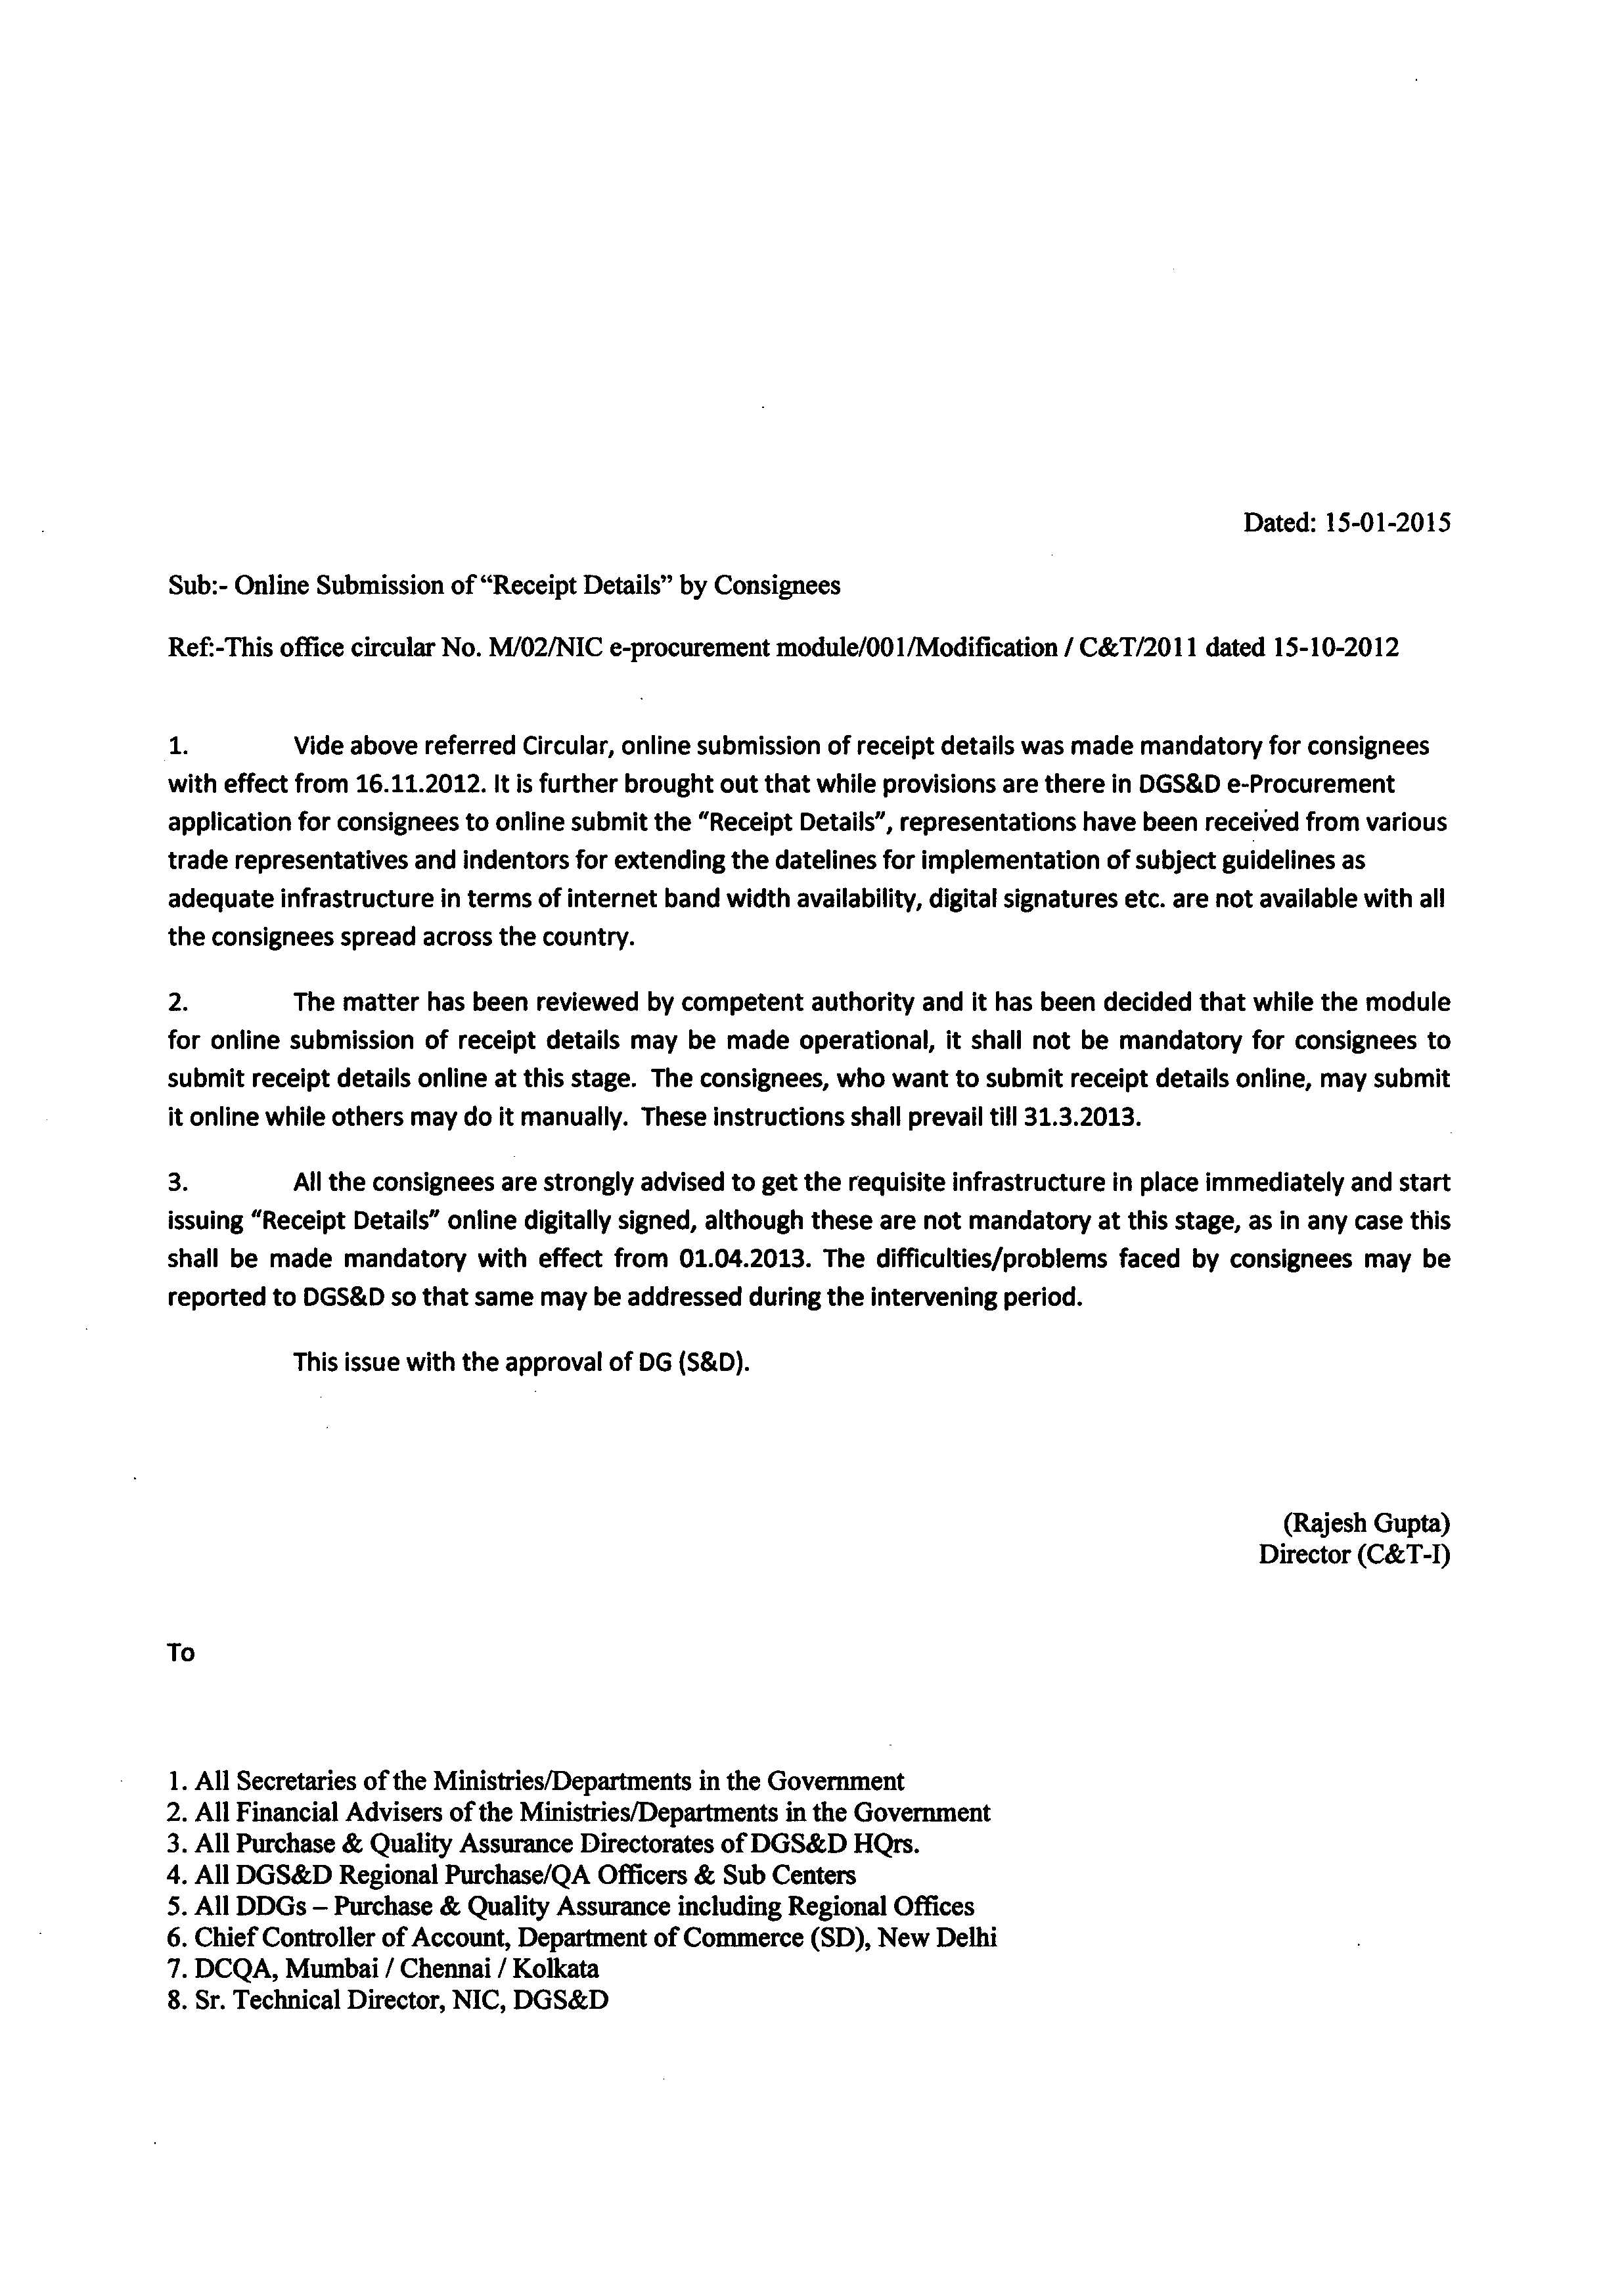 Dated: 15-01-2015
Sub:- Online Submission of “Receipt Details” by Consignees
Ref:-This office circular No. M/02/NIC e-procurement module/001/Modification / C&T/2011 dated 15-10-2012
1. Vide above referred Circular, online submission of receipt details was made mandatory for consignees
with effect from 16.11.2012. It is further brought out that while provisions are there in DGS&D e-Procurement
application for consignees to online submit the “Receipt Details”, representations have been received from various
trade representatives and indentors for extending the datelines for implementation of subject guidelines as
adequate infrastructure in terms of internet band width availability, digital signatures etc. are not available with all
the consignees spread across the country.
2. The matter has been reviewed by competent authority and it has been decided that while the module
for online submission of receipt details may be made operational, it shall not be mandatory for consignees to
submit receipt details online at this stage. The consignees, who want to submit receipt details online, may submit
it online while others may do it manually. These instructions shall prevail till 31.3.2013.
3. All the consignees are strongly advised to get the requisite infrastructure in place immediately and start
issuing “Receipt Details” online digitally signed, although these are not mandatory at this stage, as in any case this
shall be made mandatory with effect from 01.04.2013. The difficulties/problems faced by consignees may be
reported to DGS&D so that same may be addressed during the intervening period.
This issue with the approval of DG (S&D).
(Rajesh Gupta)
Director (C&T-I)
To
1. All Secretaries of the Ministries/Departments in the Government
2. All Financial Advisers of the Ministries/Departments in the Government
3. All Purchase & Quality Assurance Directorates of DGS&D HQrs.
4. All DGS&D Regional Purchase/QA Officers & Sub Centers
5. All DDGs – Purchase & Quality Assurance including Regional Offices
6. Chief Controller of Account, Department of Commerce (SD), New Delhi
7. DCQA, Mumbai / Chennai / Kolkata
8. Sr. Technical Director, NIC, DGS&D